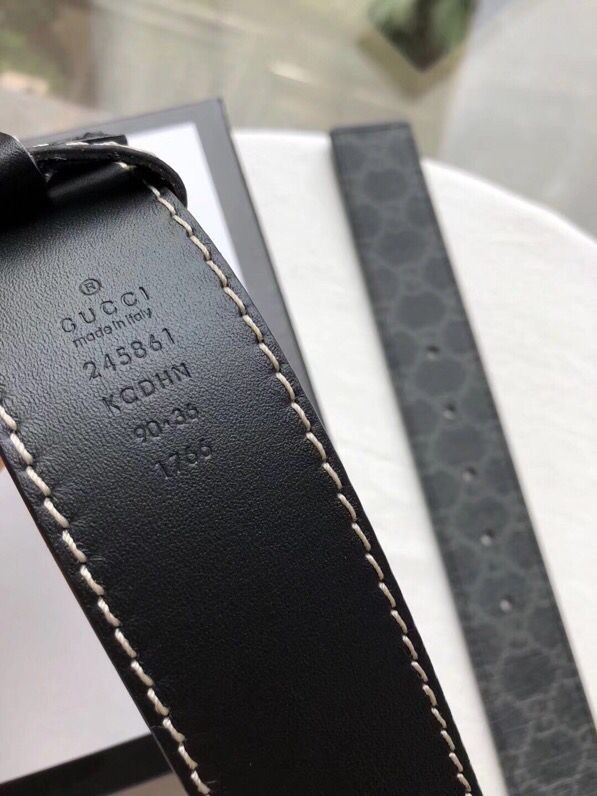 ®
GUCCI
made in italy
245861
KGDHN
90·36
1766